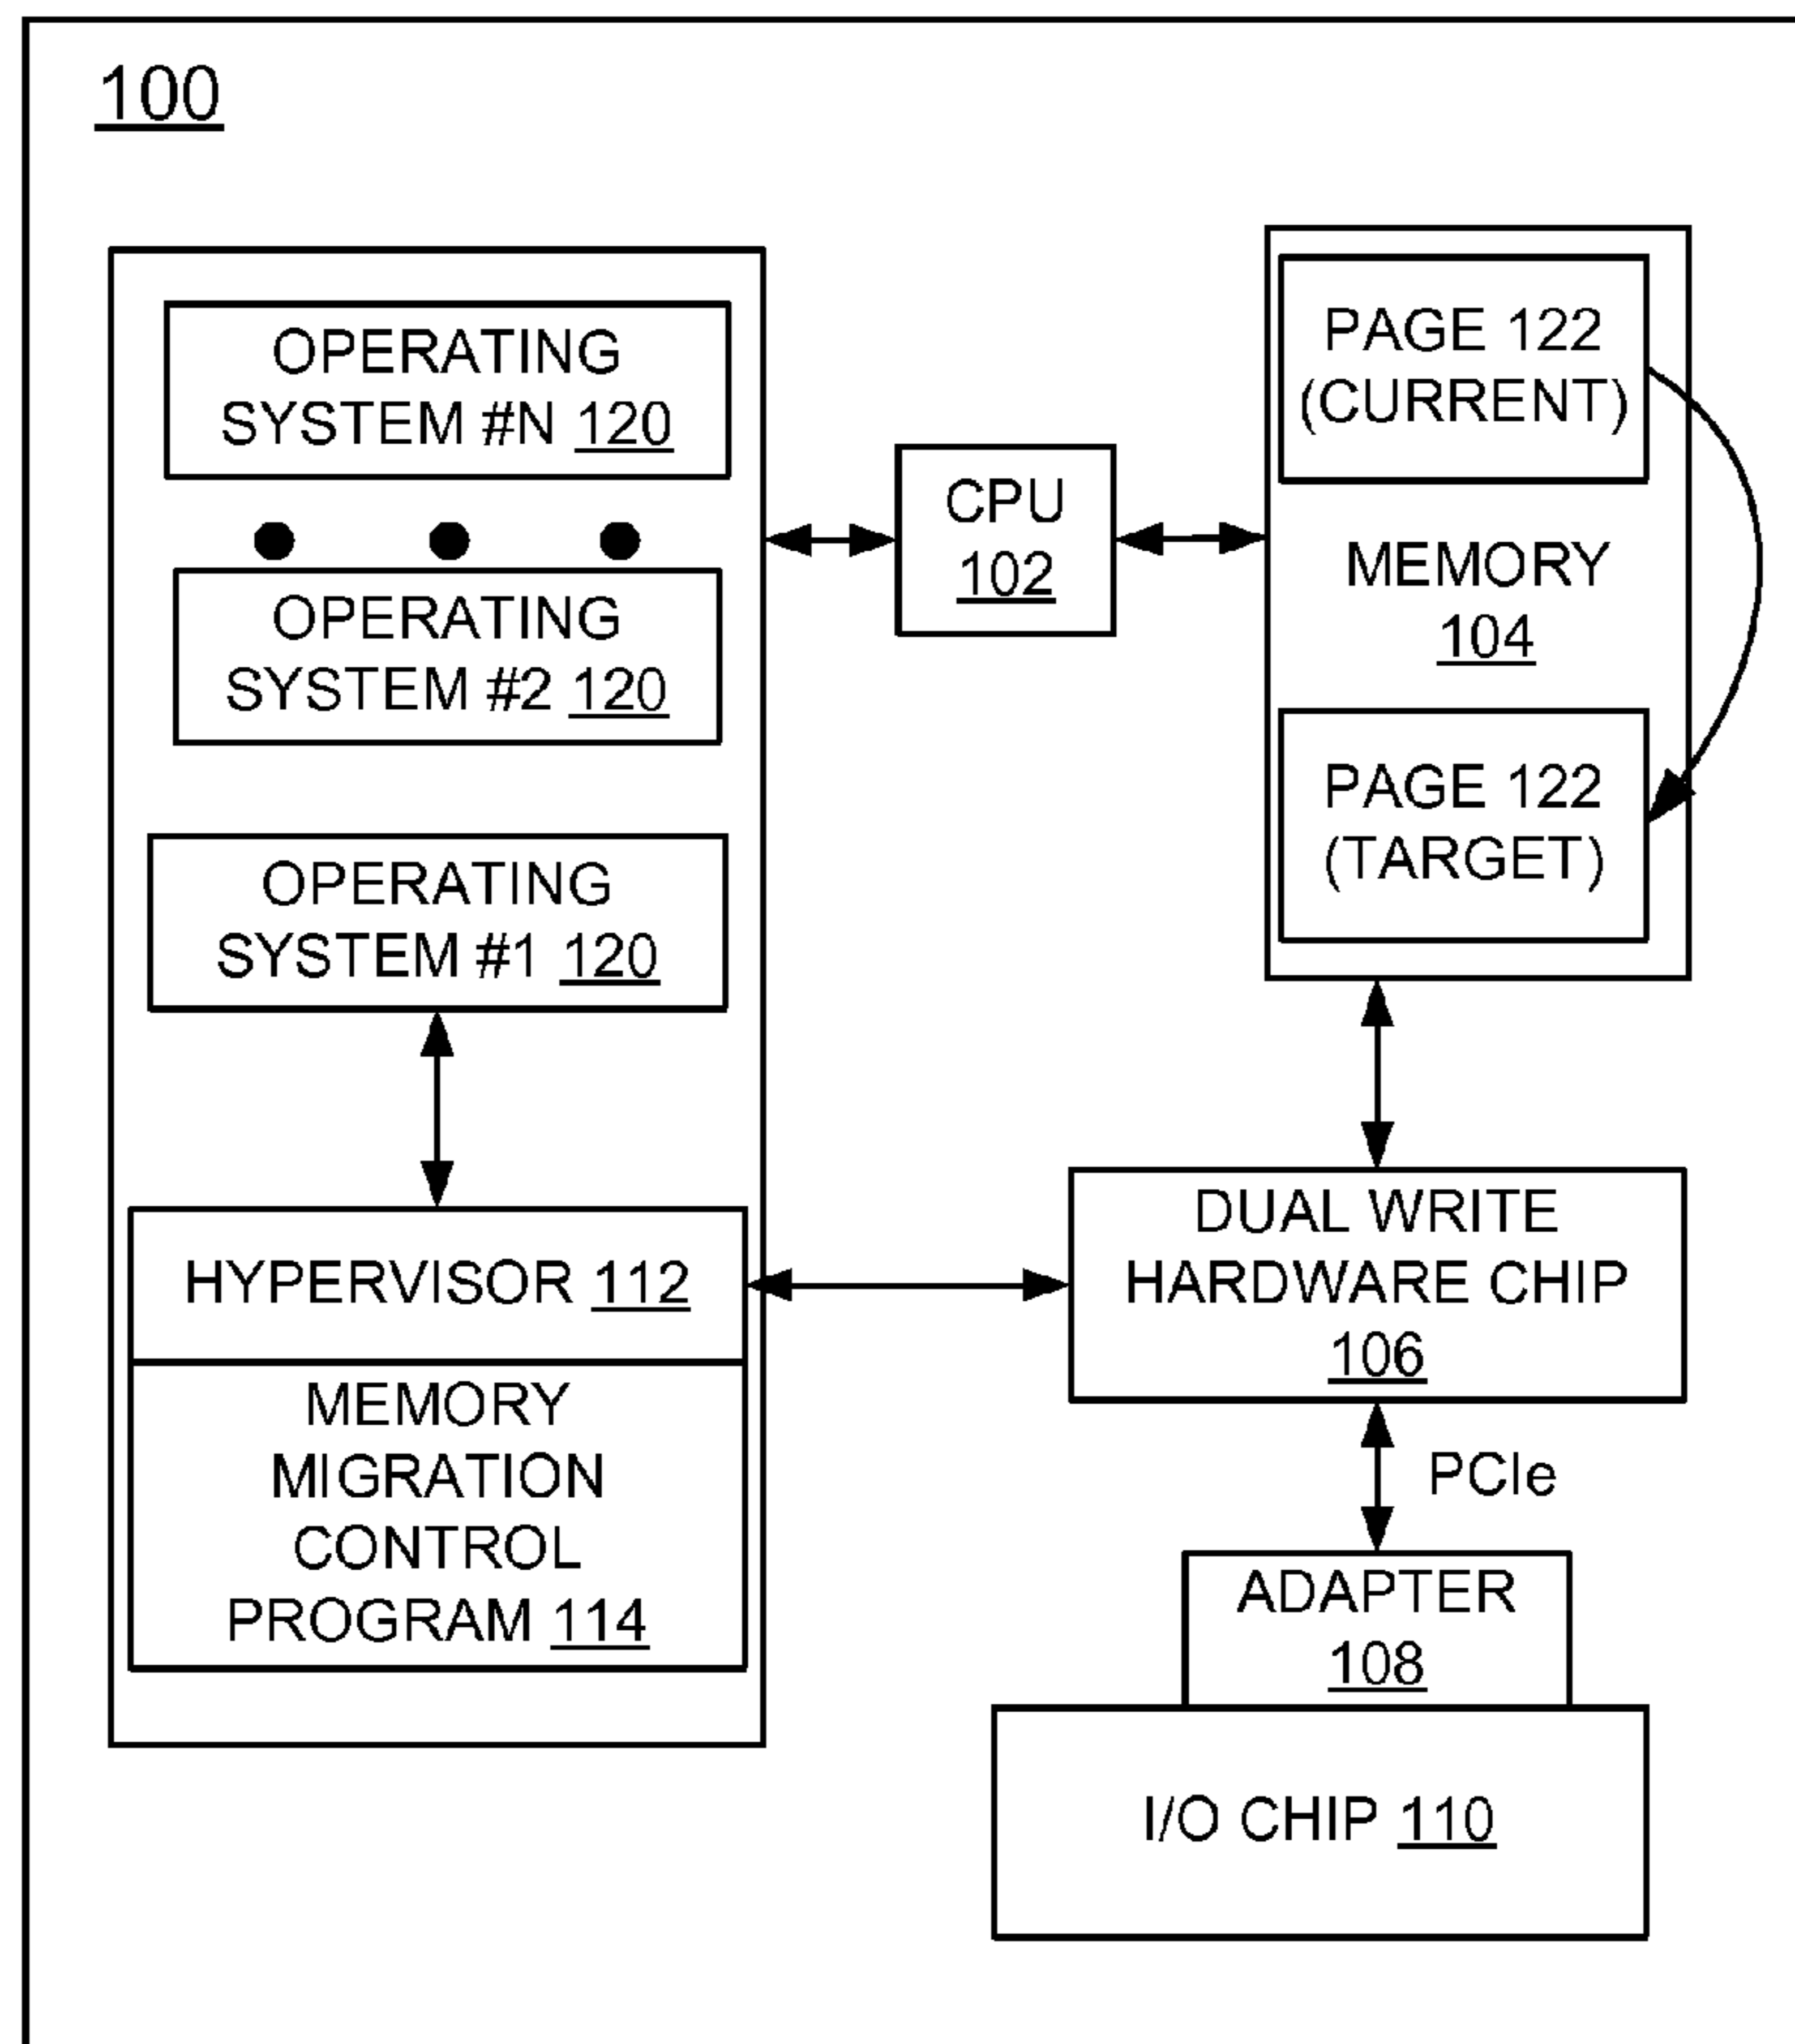 100
OPERATING
SYSTEM #N 120
OPERATING
SYSTEM #2 120
OPERATING
SYSTEM #1 120
HYPERVISOR 112
MEMORY
MIGRATION
CONTROL
PROGRAM 114
CPU
102
PAGE 122
(CURRENT)
MEMORY
104
PAGE 122
(TARGET)
DUAL WRITE
HARDWARE CHIP
106
PCIe
ADAPTER
108
I/O CHIP 110